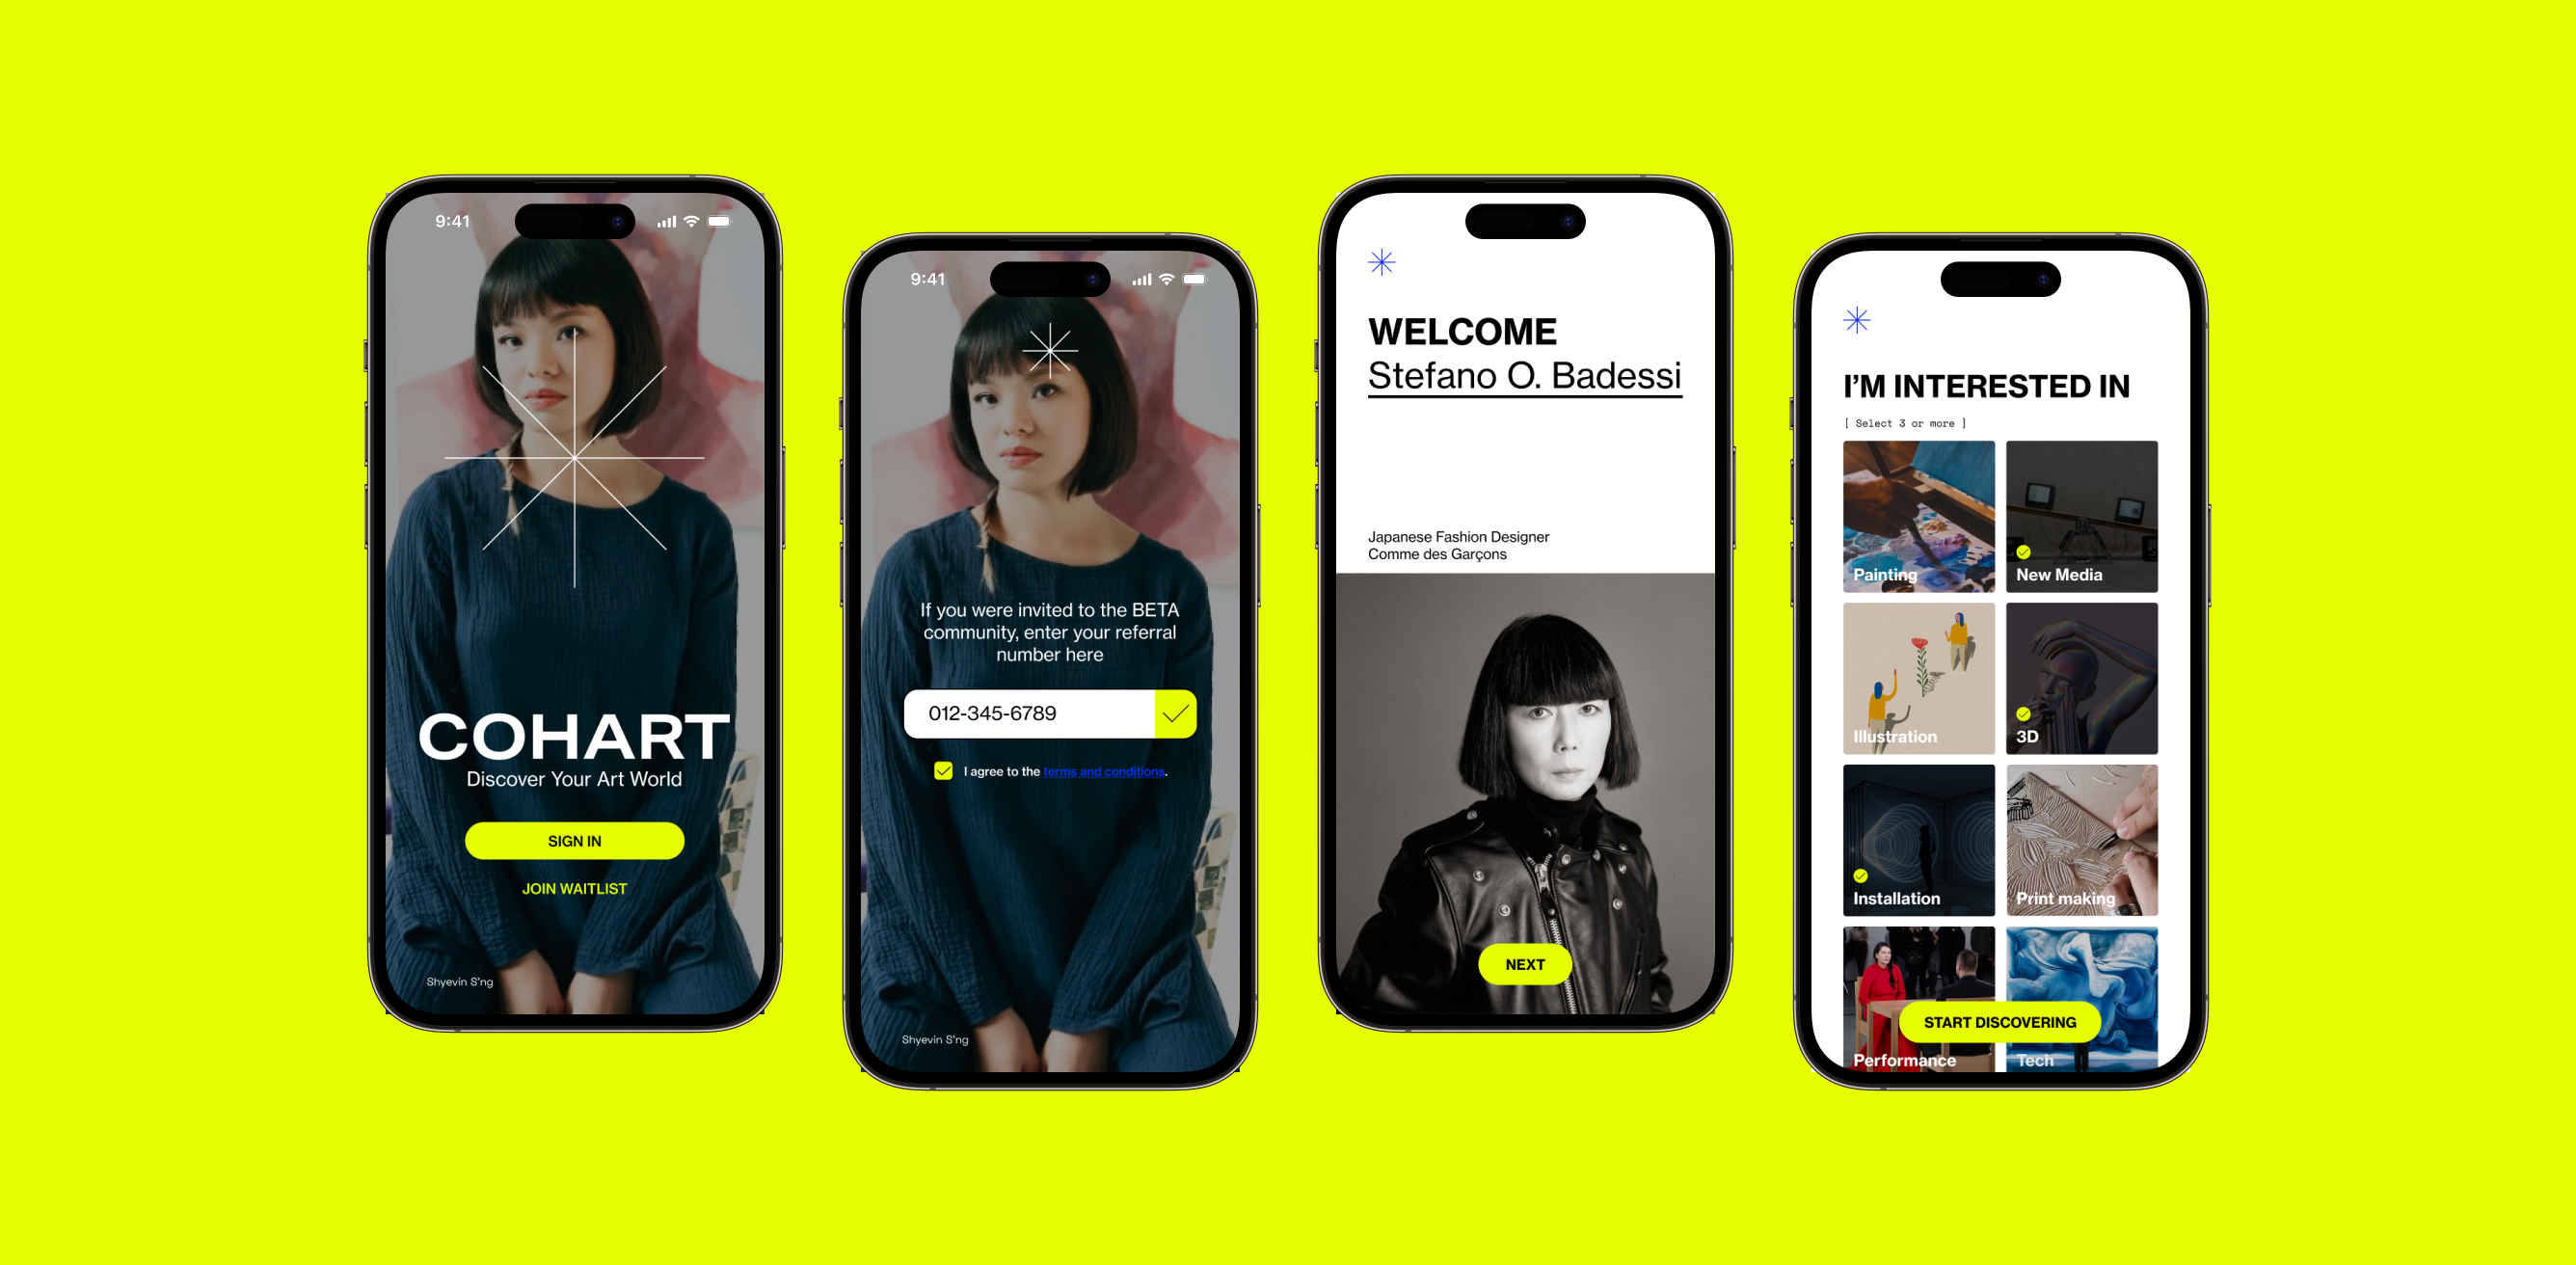 9:41
COHART
Discover Your Art World
SIGN IN
JOIN WAITLIST
Shyevin S'ng
9:41
If you were invited to the BETA
community, enter your referral
number here
012-345-6789
I agree to the terms and conditions.
Shyevin S'ng
WELCOME
Stefano O. Badessi
Japanese Fashion Designer
Comme des Garçons
NEXT
I’M INTERESTED IN
[ Select 3 or more ]
Painting
New Media
Illustration
3D
Installation
Print making
START DISCOVERING
Performance
Tech